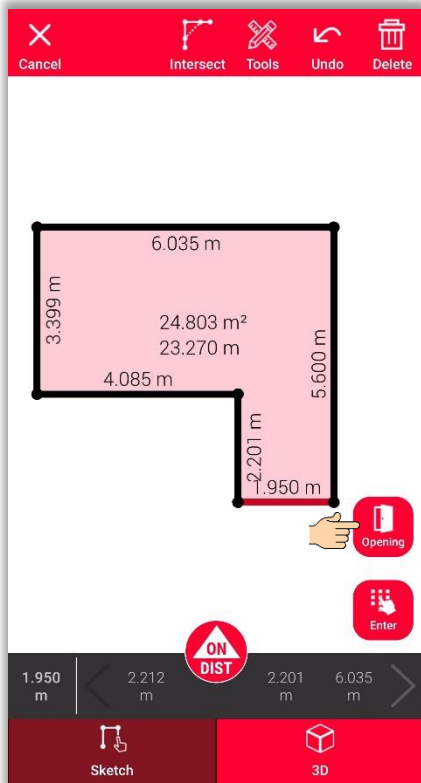 Cancel
Intersect
Tools
Undo
Delete
6.035 m
3.399 m
24.803 m²
23.270 m
5.600 m
4.085 m
2.201 m
1.950 m
Opening
Enter
ON
DIST
1.950
m
2.212
m
2.201
m
6.035
m
Sketch
3D